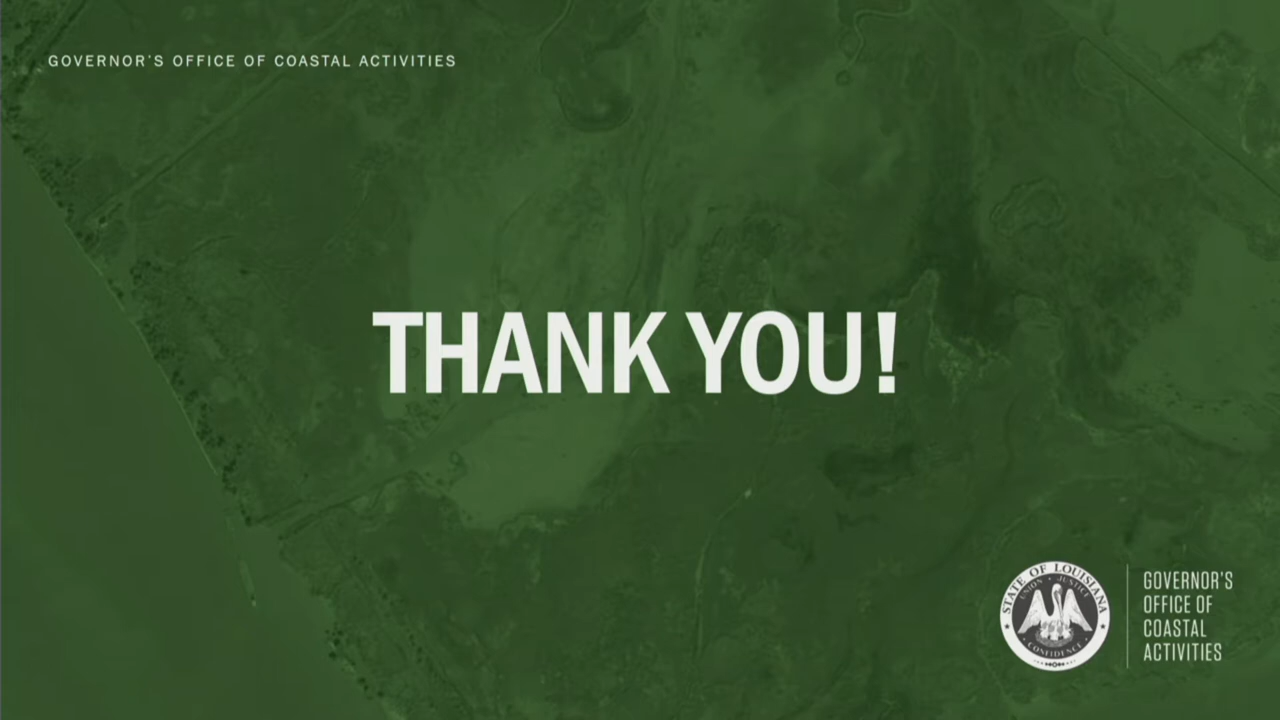 GOVERNOR'S OFFICE OF COASTAL ACTIVITIES
THANK YOU!
STATE OF LOUISIANA
UNION · JUSTICE
CONFIDENCE
GOVERNOR'S
OFFICE OF
COASTAL
ACTIVITIES